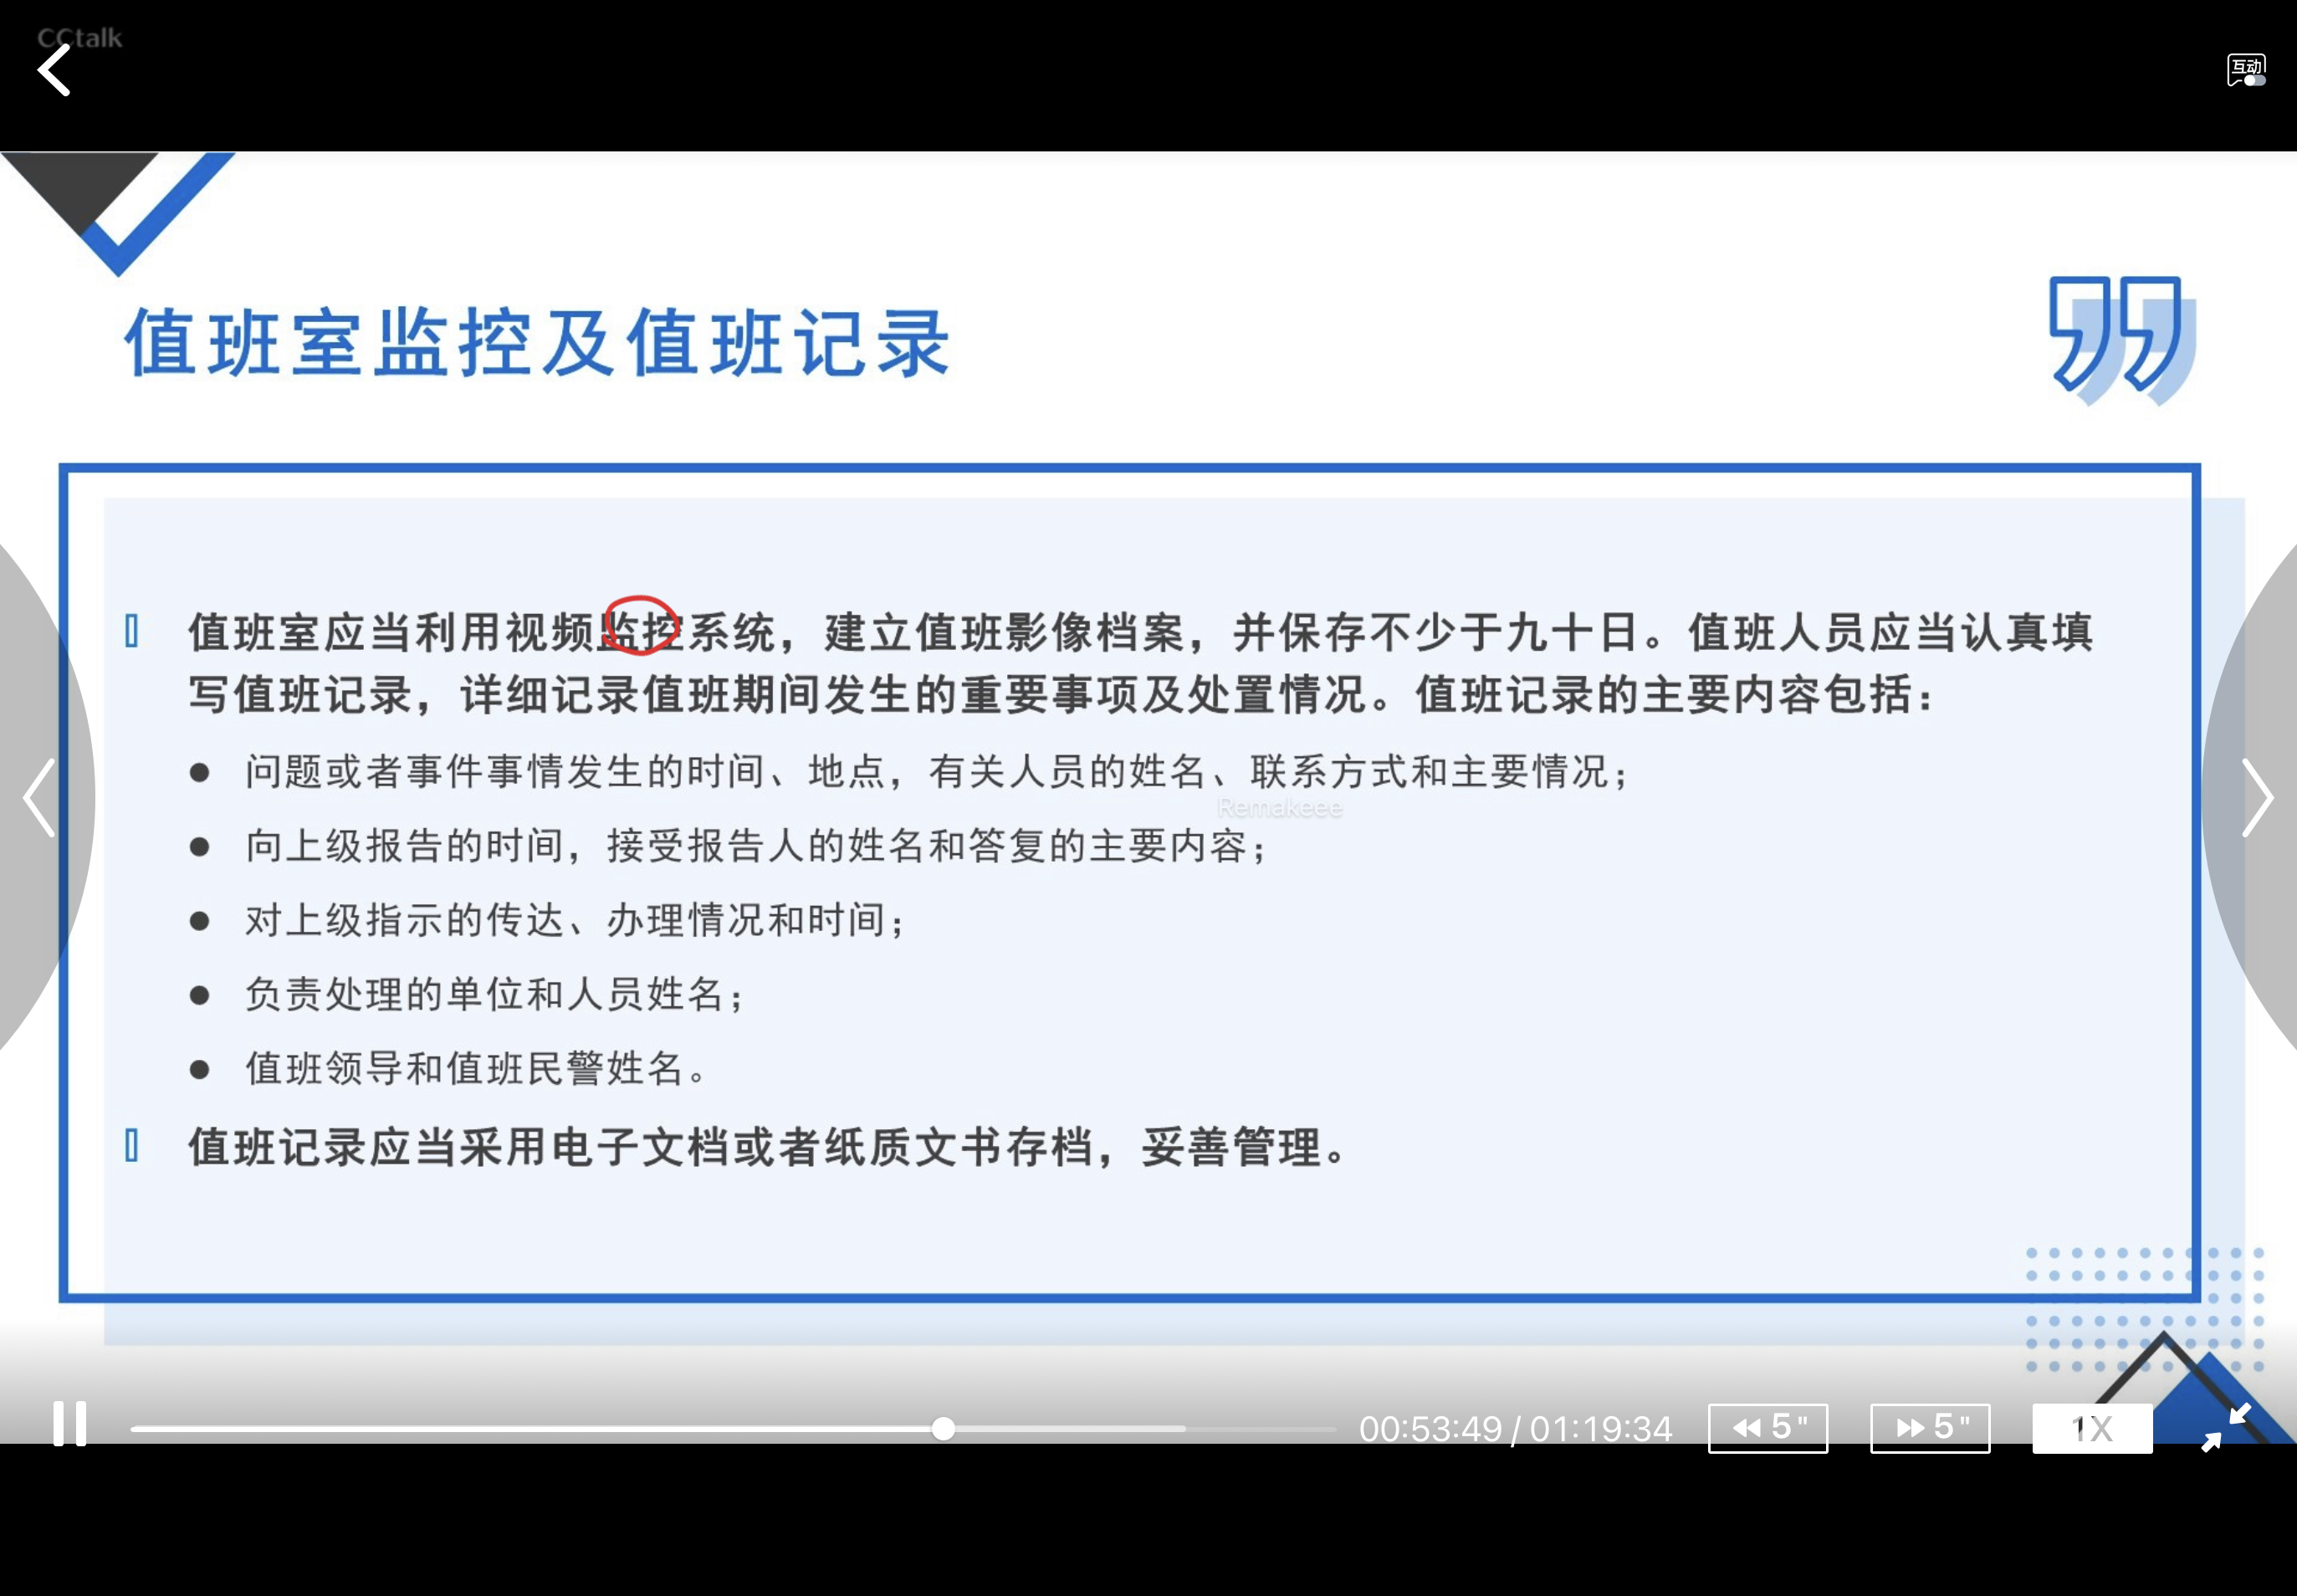 CCtalk
互动
值班室监控及值班记录
值班室应当利用视频监控系统，建立值班影像档案，并保存不少于九十日。值班人员应当认真填
写值班记录，详细记录值班期间发生的重要事项及处置情况。值班记录的主要内容包括：
● 问题或者事件事情发生的时间、地点，有关人员的姓名、联系方式和主要情况；
Remakeee
● 向上级报告的时间，接受报告人的姓名和答复的主要内容；
● 对上级指示的传达、办理情况和时间；
● 负责处理的单位和人员姓名；
● 值班领导和值班民警姓名。
值班记录应当采用电子文档或者纸质文书存档，妥善管理。
00:53:49 / 01:19:34 5" 5" 1X